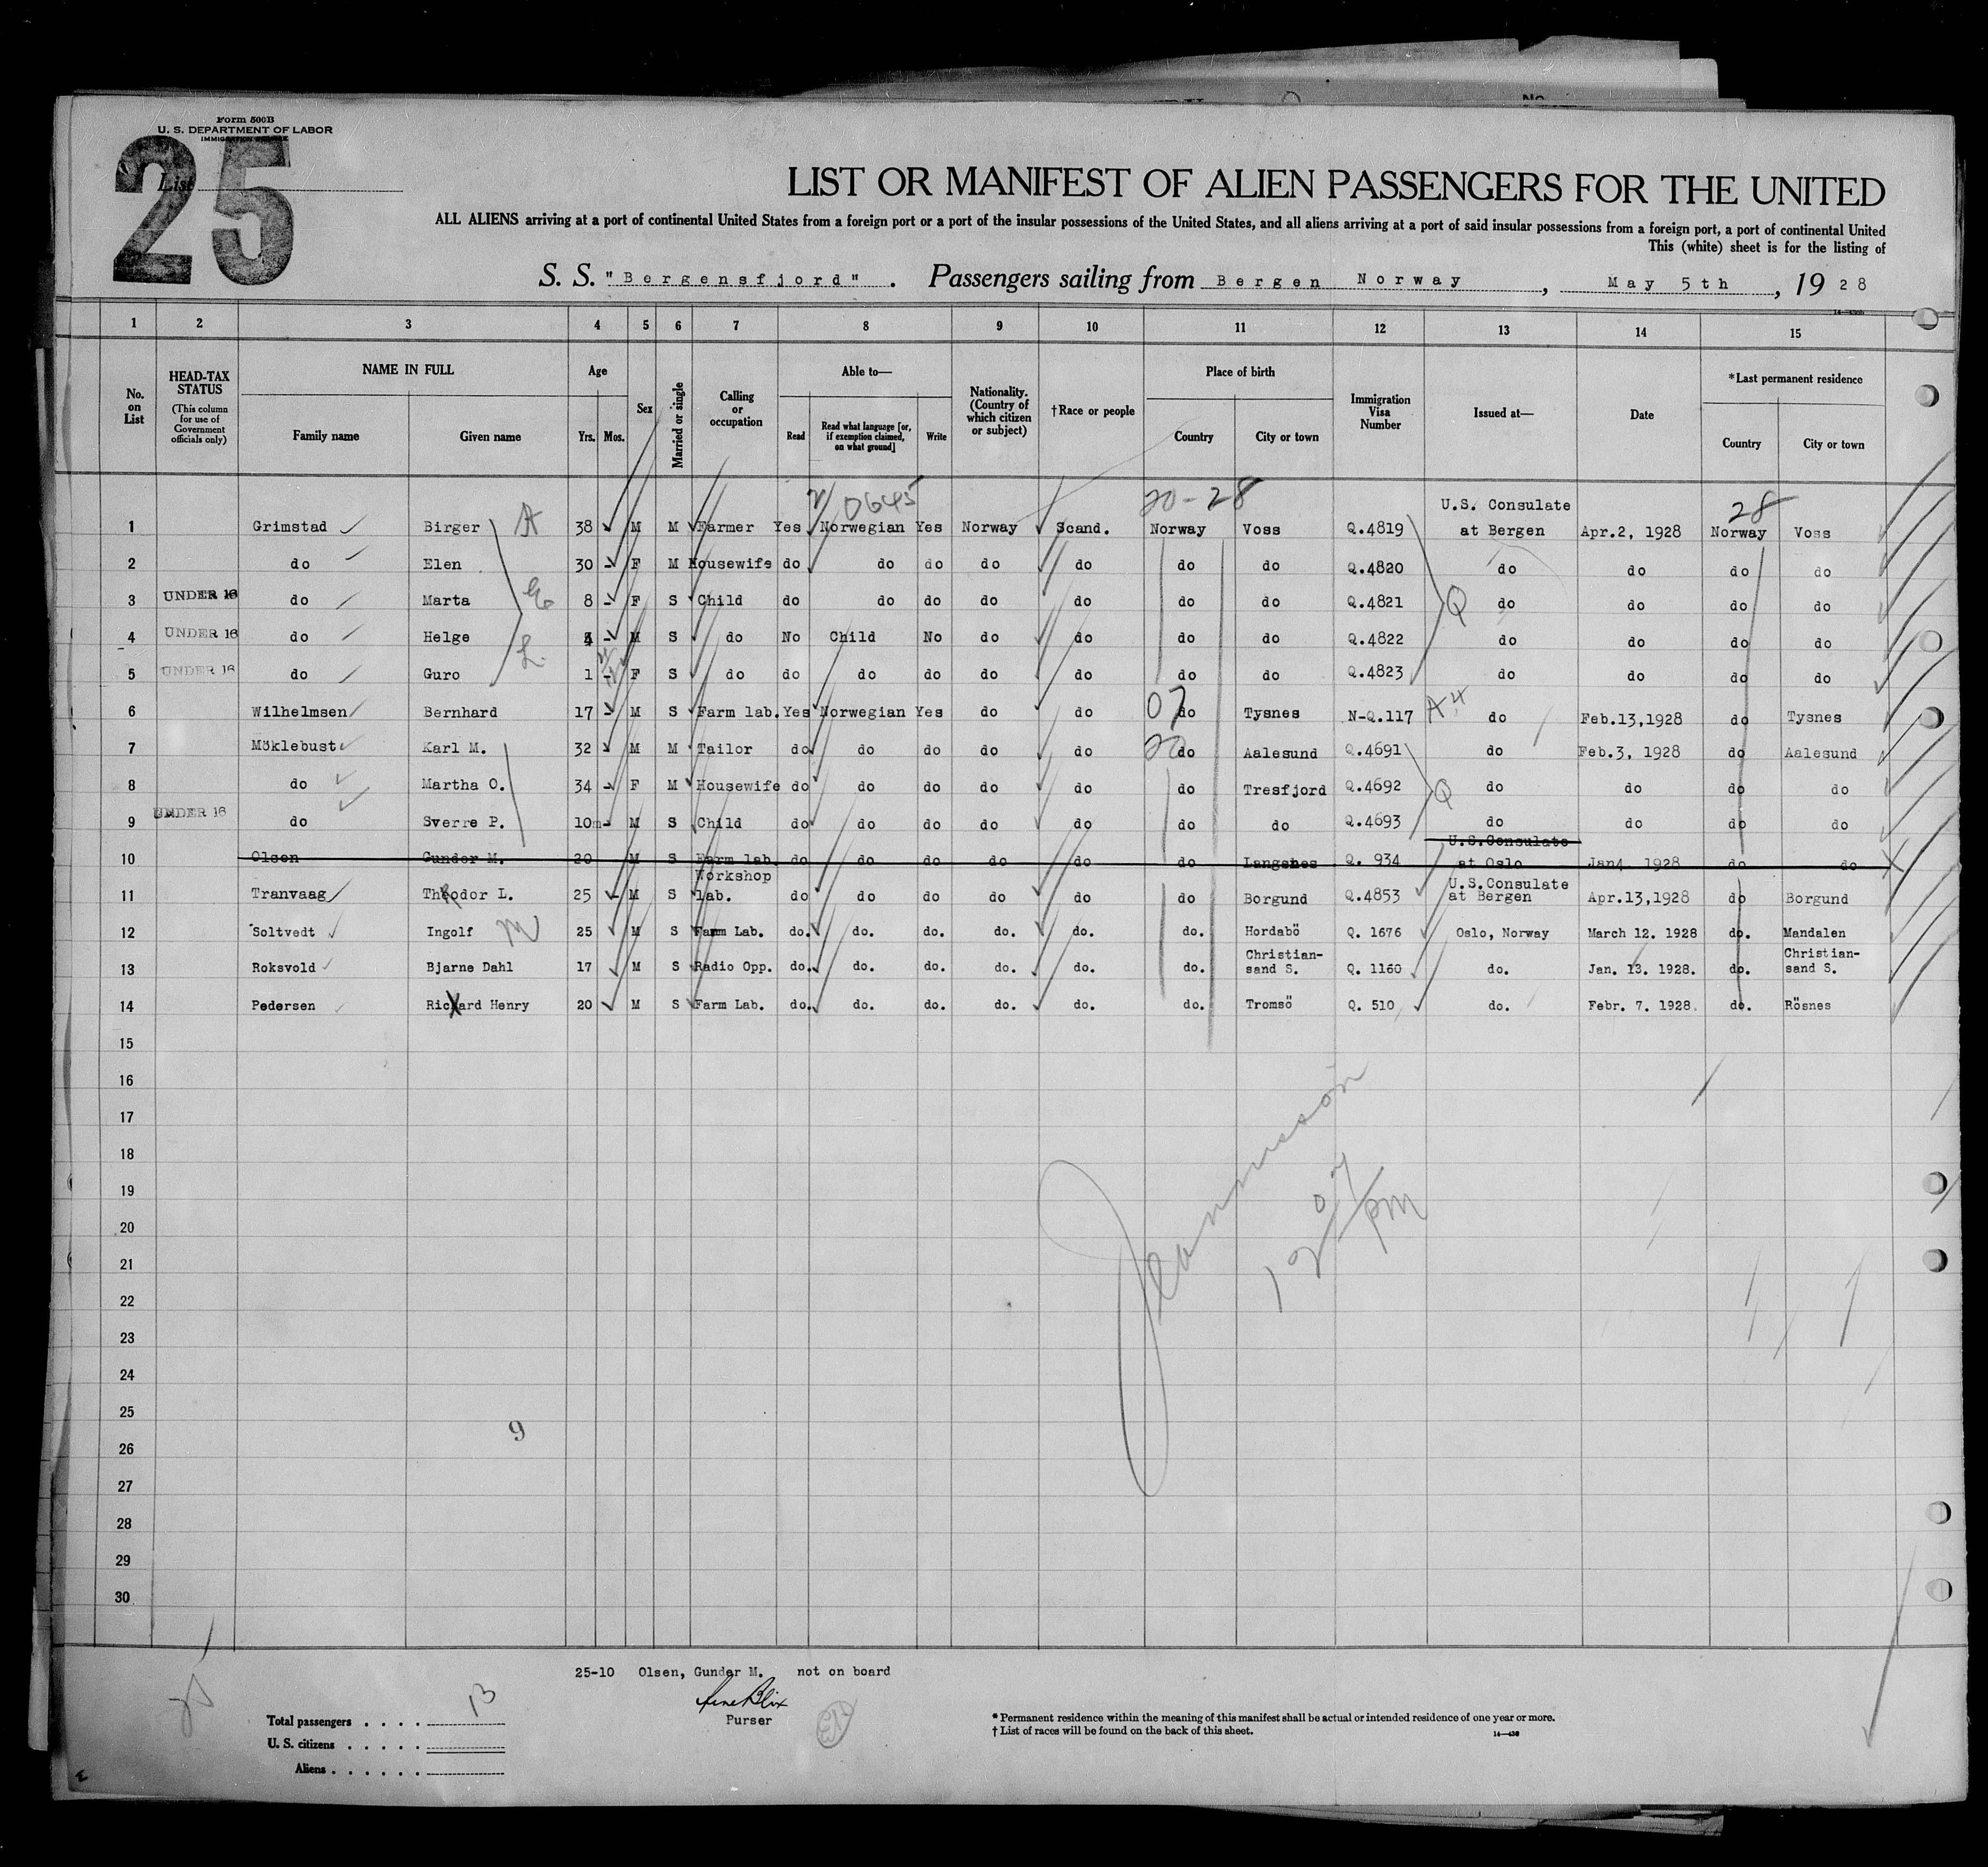 Form 500B
U. S. DEPARTMENT OF LABOR
25
List
LIST OR MANIFEST OF ALIEN PASSENGERS FOR THE UNITED
ALL ALIENS arriving at a port of continental United States from a foreign port or a port of the insular possessions of the United States, and all aliens arriving at a port of said insular possessions from a foreign port, a port of continental United
This (white) sheet is for the listing of
S. S. "Bergensfjord". Passengers sailing from Bergen Norway, May 5th, 1928
1 2 3 4 5 6 7 8 9 10 11 12 13 14 15
No. on List
HEAD-TAX STATUS (This column for use of Government officials only)
NAME IN FULL
Family name
Given name
Age
Yrs. Mos.
Sex
Married or single
Calling or occupation
Able to—
Read
Read what language [or, if exemption claimed, on what ground]
Write
Nationality. (Country of which citizen or subject)
†Race or people
Place of birth
Country
City or town
Immigration Visa Number
Issued at—
Date
*Last permanent residence
Country
City or town
0645 20-28 28
1 Grimstad Birger A 38 M M Farmer Yes Norwegian Yes Norway Scand. Norway Voss Q.4819 U.S. Consulate at Bergen Apr.2, 1928 Norway Voss
2 do Elen 30 - F M Housewife do do do do do do do Q.4820 do do do do
3 UNDER 16 do Marta 8 - F S Child do do do do do do do Q.4821 Q do do do do
4 UNDER 16 do Helge 4 - M S do No Child No do do do do Q.4822 do do do do
5 UNDER 16 do Guro 1 - F S do do do do do do do do Q.4823 do do do do
6 Wilhelmsen Bernhard 17 - M S Farm lab. Yes Norwegian Yes do do 07 do Tysnes N-Q.117 do Feb.13,1928 do Tysnes
7 Möklebust Karl M. 32 M M Tailor do do do do do 20 do Aalesund Q.4691 do Feb.3, 1928 do Aalesund
8 do Martha O. 34 - F M Housewife do do do do do do Tresfjord Q.4692 Q do do do do
9 UNDER 16 do Sverre P. 10m- M S Child do do do do do do do Q.4693 do do do do
10 Olsen Gunder M. 20 M S Farm lab. do do do do do do Langenes Q. 934 U.S.Consulate at Oslo Jan4. 1928 do do X
11 Tranvaag Theodor L. 25 - M S Workshop lab. do do do do do do Borgund Q.4853 U.S.Consulate at Bergen Apr.13,1928 do Borgund
12 Soltvedt Ingolf 25 M S Farm Lab. do. do. do. do. do. do. Hordabö Q. 1676 Oslo, Norway March 12. 1928 do. Mandalen
13 Roksvold Bjarne Dahl 17 M S Radio Opp. do. do. do. do. do. do. Christian-sand S. Q. 1160 do. Jan. 13. 1928. do. Christian-sand S.
14 Pedersen Rickard Henry 20 M S Farm Lab. do. do. do. do. do. do. Tromsö Q. 510 do. Febr. 7. 1928. do. Rösnes
15
16
17
18
19
20
21
22
23
24
25
26
27
28
29
30
9
25-10 Olsen, Gunder M. not on board
Purser
Total passengers 13
U. S. citizens
Aliens
* Permanent residence within the meaning of this manifest shall be actual or intended residence of one year or more.
† List of races will be found on the back of this sheet.